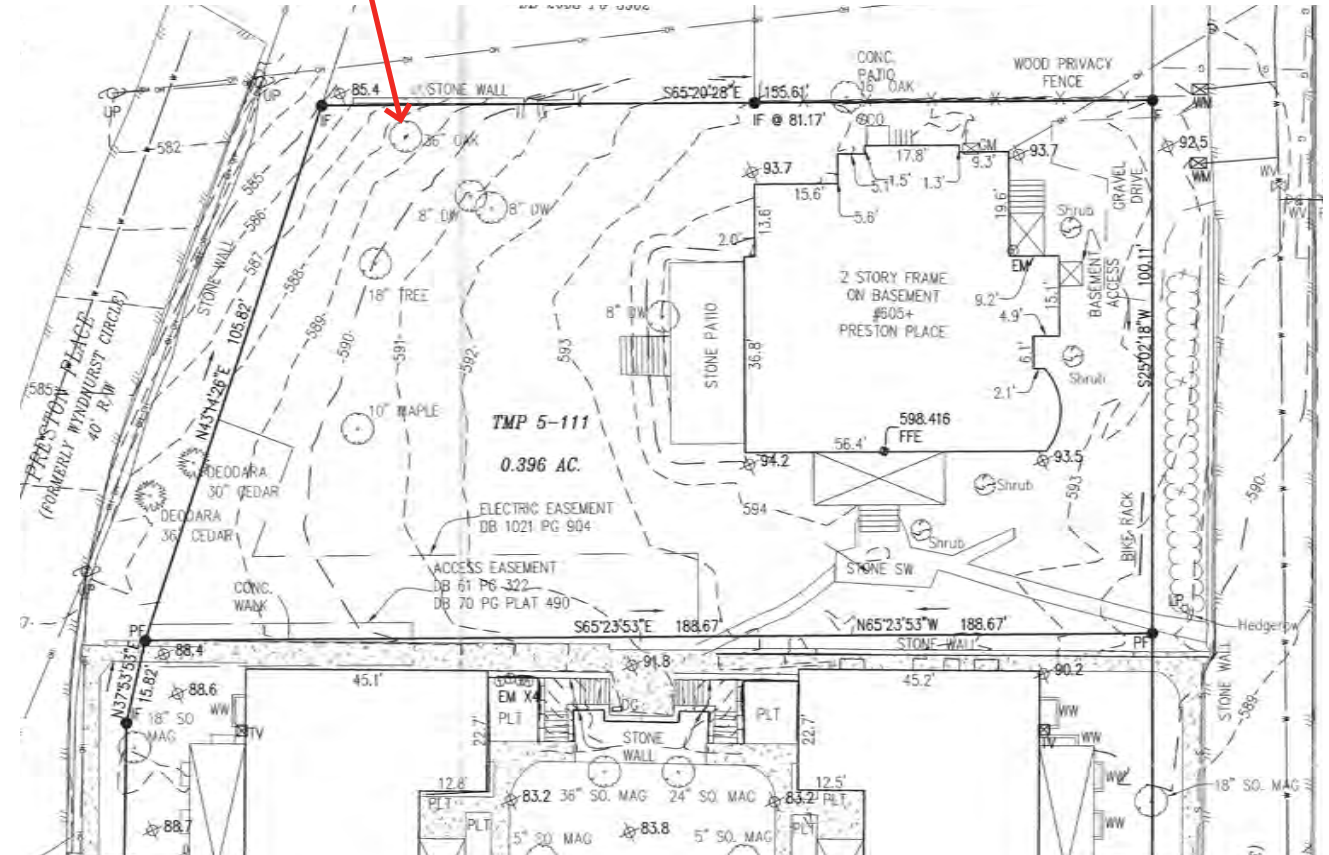 UP
UP
85.4
STONE WALL
S65°20'28"E
155.61'
IF
IF @ 81.17'
CONC.
PATIO
16" OAK
CO
WOOD PRIVACY
FENCE
WM
92.5
WM
WV
WV
582
36" OAK
93.7
17.8'
GM
9.3'
93.7
15.6'
5.1'
1.5'
1.3'
5.6'
13.6'
19.6'
2.0'
GRAVEL
DRIVE
Shrub
585
586
587
588
589
590
591
592
593
8" DW
8" DW
18" TREE
STONE WALL
8" DW
STONE PATIO
36.8'
2 STORY FRAME
ON BASEMENT
#605+
PRESTON PLACE
EM
9.2'
15.1'
4.9'
6.1'
2.1'
BASEMENT
ACCESS
Shrub
S25°02'18"W 100.11'
585
PRESTON PLACE
(FORMERLY WYNDHURST CIRCLE)
40' R/W
N43°14'26"E 105.82'
10" MAPLE
TMP 5-111
0.396 AC.
598.416
FFE
56.4'
94.2
93.5
DEODARA
30" CEDAR
DEODARA
36" CEDAR
ELECTRIC EASEMENT
DB 1021 PG 904
594
Shrub
593
590
Shrub
BIKE RACK
STONE SW
ACCESS EASEMENT
DB 61 PG 322
DB 70 PG PLAT 490
CONC.
WALK
LP
Hedgerow
PF
S65°23'53"E 188.67'
N65°23'53"W 188.67'
STONE WALL
PF
88.4
91.8
90.2
N37°53'53"E
15.82'
IF
88.6
18" SO
MAG
WW
TV
45.1'
EM X4
PLT
22.7'
DG
STONE
WALL
PLT
22.7'
45.2'
WW
TV
WW
STONE WALL
589
12.8'
PLT
83.2
36" SO. MAG
24" SO. MAG
83.2
12.5'
PLT
WW
18" SO. MAG
88.7
PLT
5" SO. MAG
83.8
5" SO. MAG
PLT
WW